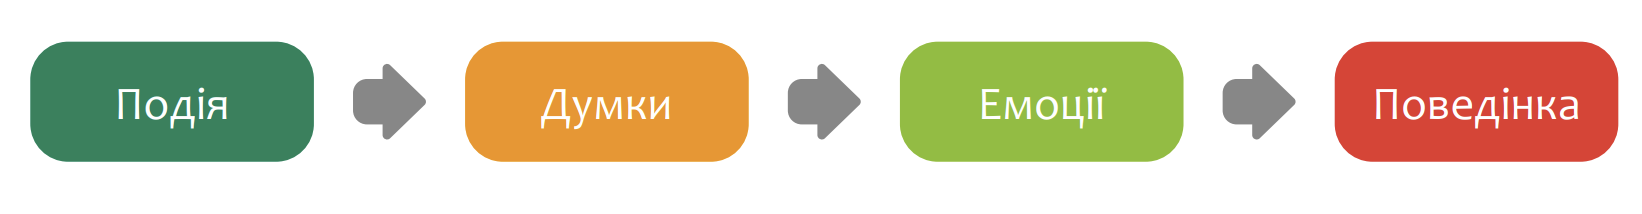 Подія
Думки
Емоції
Поведінка